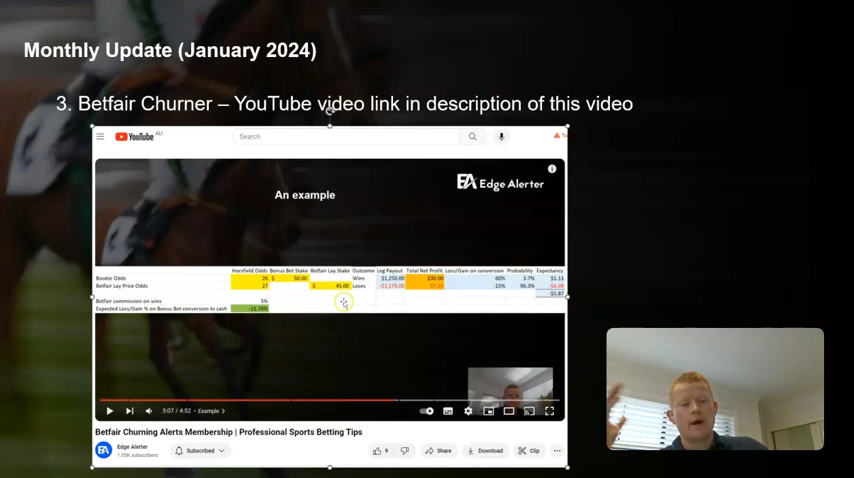 Monthly Update (January 2024)
3. Betfair Churner – YouTube video link in description of this video
YouTube AU
Search
An example
EA Edge Alerter
Horsfield Odds Bonus Bet Stake Betfair Lay Stake Outcome Leg Payout Total Net Profit Loss/Gain on conversion Probability Expectancy
Bookie Odds 26 $ 50.00 Wins $1,250.00 $30.00 60% 3.7% $1.11
Betfair Lay Price Odds 27 $ 45.00 Loses -$1,170.00 -15% 96.3%
-$5.87
Betfair commission on wins 5%
Expected Loss/Gain % on Bonus Bet conversion to cash -11.74%
3:07 / 4:52 • Example >
Betfair Churning Alerts Membership | Professional Sports Betting Tips
EA Edge Alerter
1.05K subscribers
Subscribed
9
Share
Download
Clip